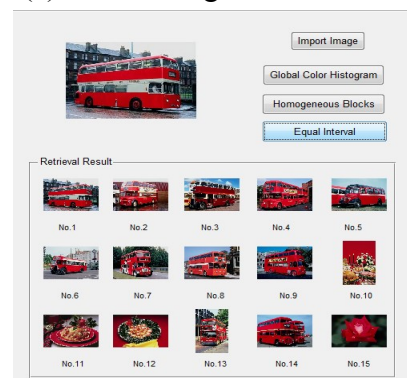 Import Image
Global Color Histogram
Homogeneous Blocks
Equal Interval
Retrieval Result
No.1 No.2 No.3 No.4 No.5
No.6 No.7 No.8 No.9 No.10
No.11 No.12 No.13 No.14 No.15